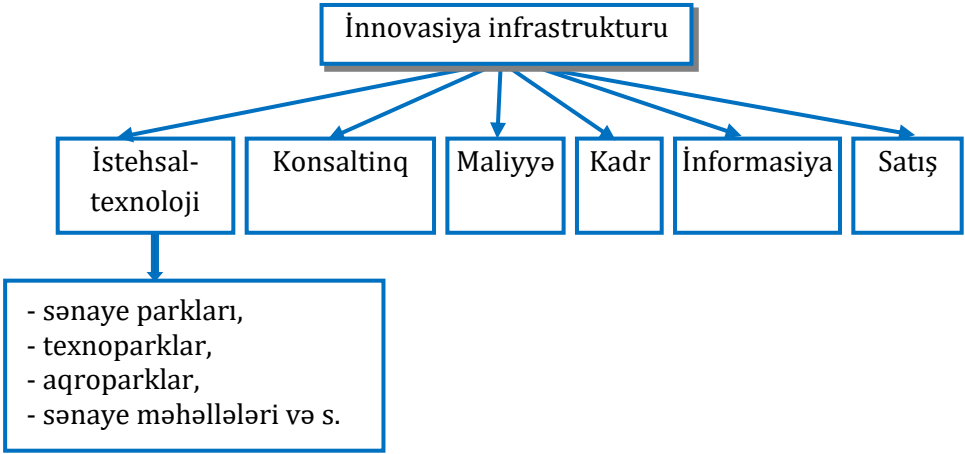 İnnovasiya infrastrukturu
İstehsal-
texnoloji
Konsaltinq
Maliyyə
Kadr
İnformasiya
Satış
- sənaye parkları,
- texnoparklar,
- aqroparklar,
- sənaye məhəllələri və s.